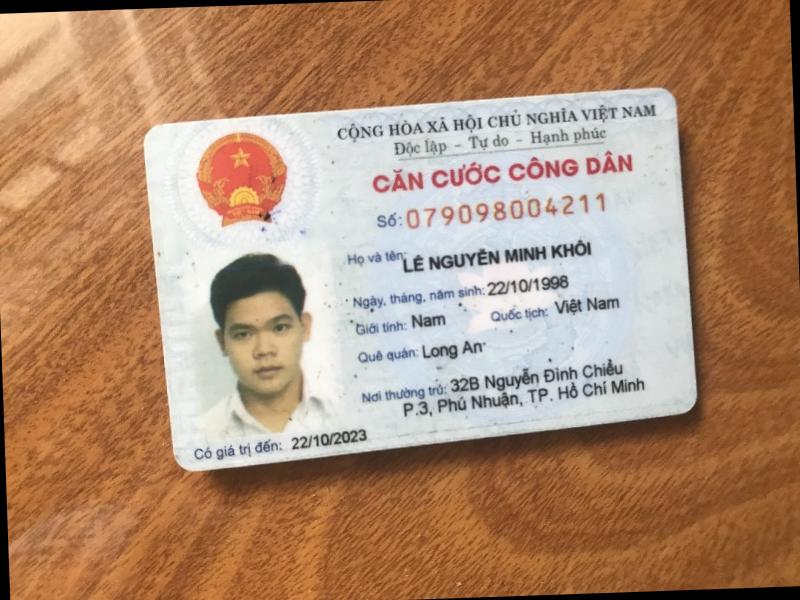 CỘNG HÒA XÃ HỘI CHỦ NGHĨA VIỆT NAM
Độc lập - Tự do - Hạnh phúc
CĂN CƯỚC CÔNG DÂN
Số: 079098004211
Họ và tên: LÊ NGUYỄN MINH KHÔI
Ngày, tháng, năm sinh: 22/10/1998
Giới tính: Nam Quốc tịch: Việt Nam
Quê quán: Long An
Nơi thường trú: 32B Nguyễn Đình Chiểu
P.3, Phú Nhuận, TP. Hồ Chí Minh
Có giá trị đến: 22/10/2023